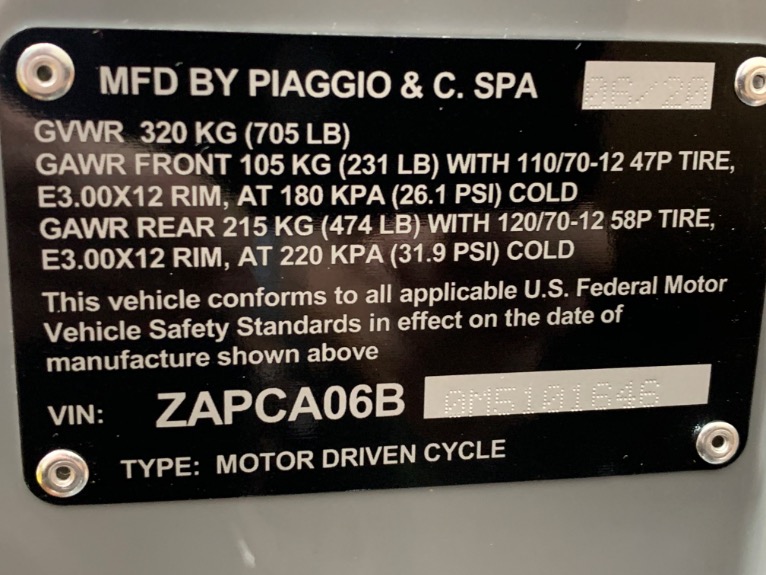 MFD BY PIAGGIO & C. SPA 06/20
GVWR 320 KG (705 LB)
GAWR FRONT 105 KG (231 LB) WITH 110/70-12 47P TIRE,
E3.00X12 RIM, AT 180 KPA (26.1 PSI) COLD
GAWR REAR 215 KG (474 LB) WITH 120/70-12 58P TIRE,
E3.00X12 RIM, AT 220 KPA (31.9 PSI) COLD
This vehicle conforms to all applicable U.S. Federal Motor
Vehicle Safety Standards in effect on the date of
manufacture shown above
VIN: ZAPCA06B 0M5101646
TYPE: MOTOR DRIVEN CYCLE